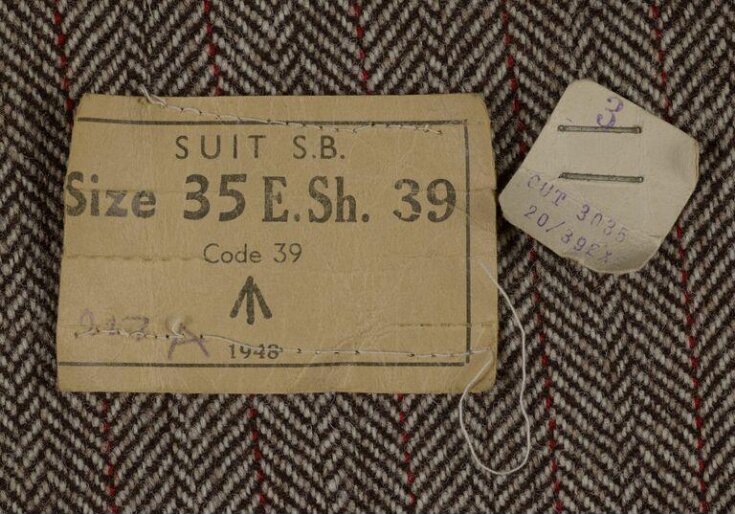 SUIT S.B.
Size 35 E.Sh. 39
Code 39
1948
3
CUT 3035